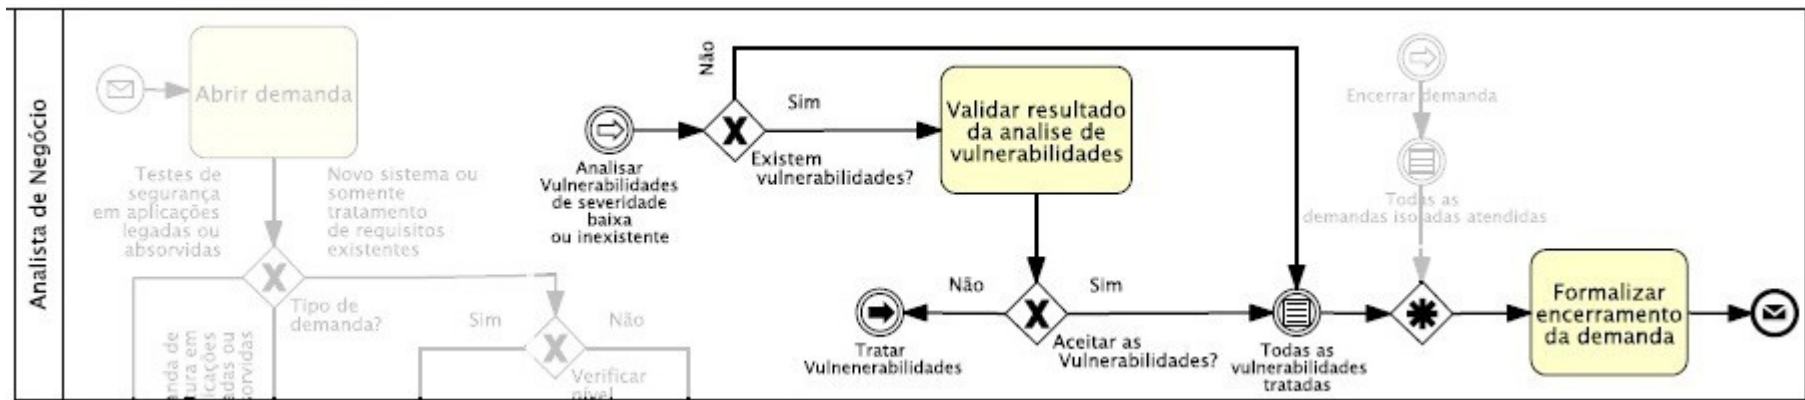 Analista de Negócio
Abrir demanda
Testes de
segurança
em aplicações
legadas ou
absorvidas
Novo sistema ou
somente
tratamento
de requisitos
existentes
Tipo de
demanda?
Sim
Não
Verificar
nível
Analisar
Vulnerabilidades
de severidade
baixa
ou inexistente
Não
Sim
Existem
vulnerabilidades?
Validar resultado
da analise de
vulnerabilidades
Não
Sim
Tratar
Vulnenerabilidades
Aceitar as
Vulnerabilidades?
Todas as
vulnerabilidades
tratadas
Encerrar demanda
Todas as
demandas isoladas atendidas
Formalizar
encerramento
da demanda